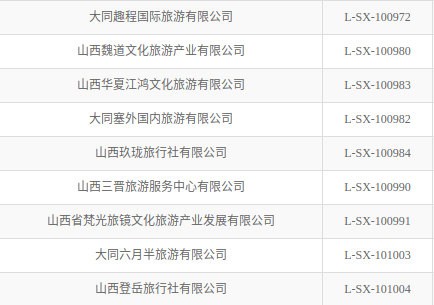 大同趣程国际旅游有限公司 L-SX-100972
山西魏道文化旅游产业有限公司 L-SX-100980
山西华夏江鸿文化旅游有限公司 L-SX-100983
大同塞外国内旅游有限公司 L-SX-100982
山西玖珑旅行社有限公司 L-SX-100984
山西三晋旅游服务中心有限公司 L-SX-100990
山西省梵光旅镜文化旅游产业发展有限公司 L-SX-100991
大同六月半旅游有限公司 L-SX-101003
山西登岳旅行社有限公司 L-SX-101004